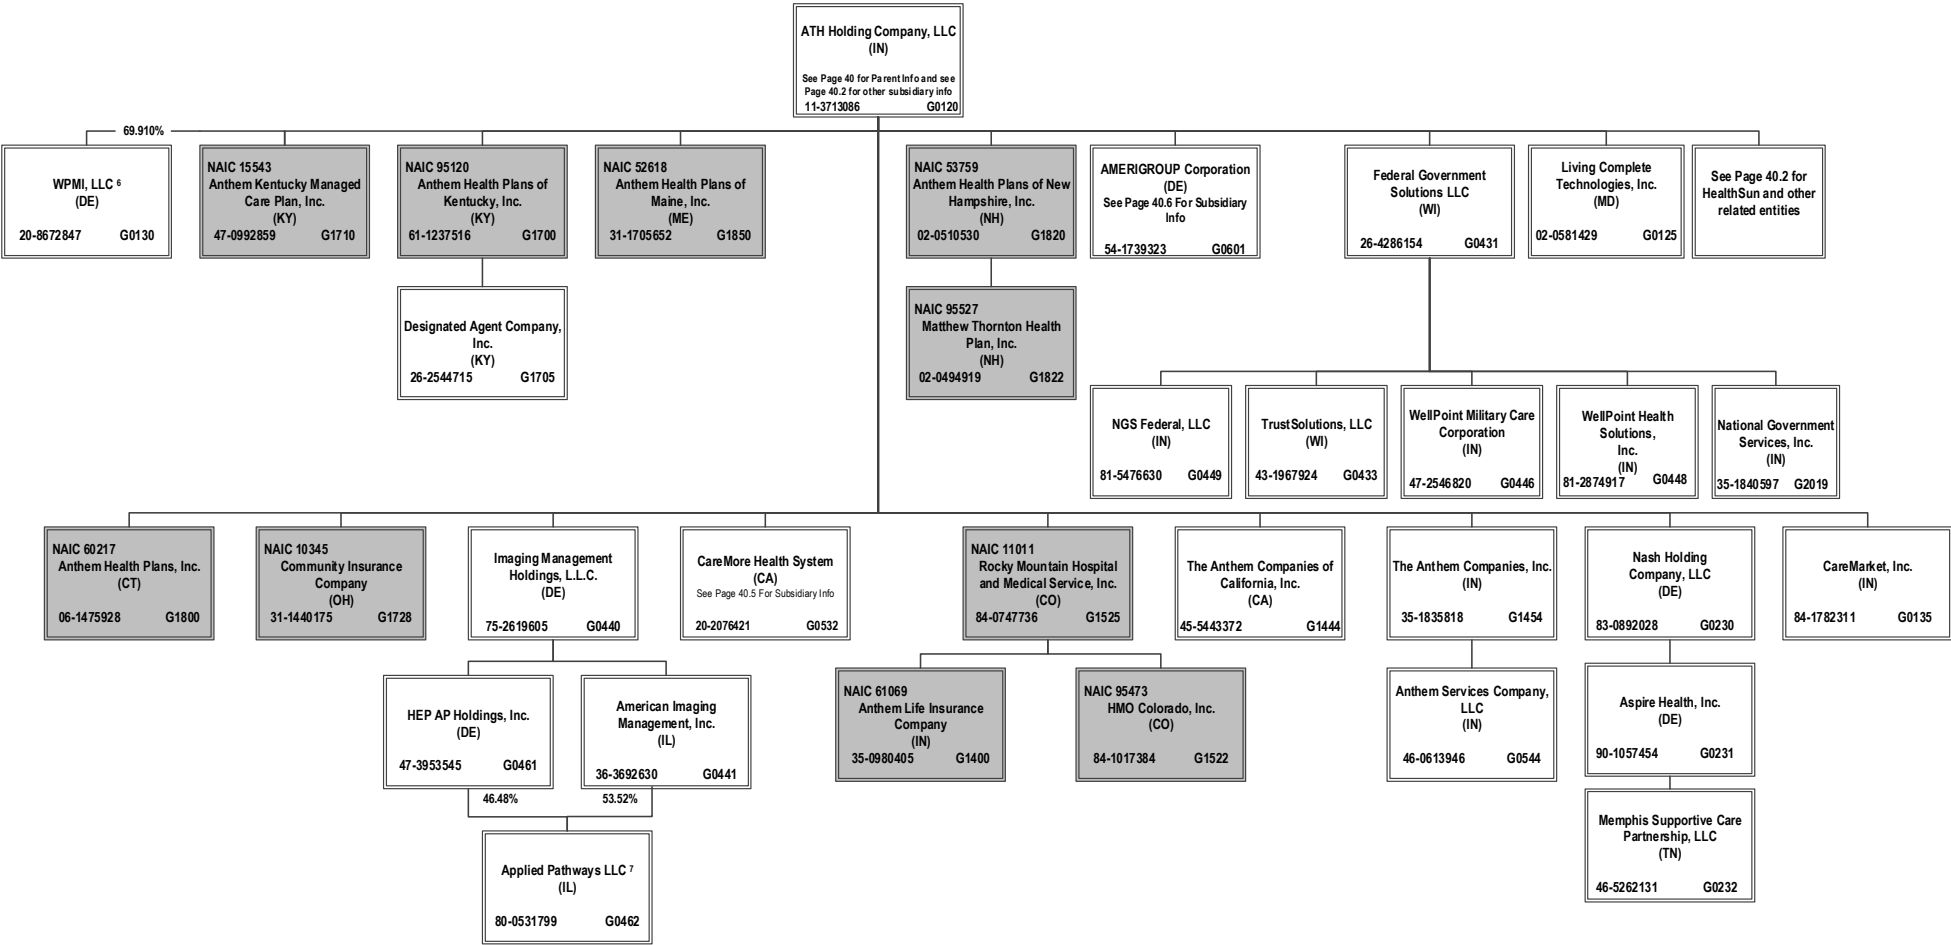 ATH Holding Company, LLC
(IN)
See Page 40 for Parent Info and see
Page 40.2 for other subsidiary info
11-3713086 G0120
69.910%
WPMI, LLC 6
(DE)
20-8672847 G0130
NAIC 15543
Anthem Kentucky Managed
Care Plan, Inc.
(KY)
47-0992859 G1710
NAIC 95120
Anthem Health Plans of
Kentucky, Inc.
(KY)
61-1237516 G1700
NAIC 52618
Anthem Health Plans of
Maine, Inc.
(ME)
31-1705652 G1850
NAIC 53759
Anthem Health Plans of New
Hampshire, Inc.
(NH)
02-0510530 G1820
AMERIGROUP Corporation
(DE)
See Page 40.6 For Subsidiary
Info
54-1739323 G0601
Federal Government
Solutions LLC
(WI)
26-4286154 G0431
Living Complete
Technologies, Inc.
(MD)
02-0581429 G0125
See Page 40.2 for
HealthSun and other
related entities
Designated Agent Company,
Inc.
(KY)
26-2544715 G1705
NAIC 95527
Matthew Thornton Health
Plan, Inc.
(NH)
02-0494919 G1822
NGS Federal, LLC
(IN)
81-5476630 G0449
TrustSolutions, LLC
(WI)
43-1967924 G0433
WellPoint Military Care
Corporation
(IN)
47-2546820 G0446
WellPoint Health
Solutions,
Inc.
(IN)
81-2874917 G0448
National Government
Services, Inc.
(IN)
35-1840597 G2019
NAIC 60217
Anthem Health Plans, Inc.
(CT)
06-1475928 G1800
NAIC 10345
Community Insurance
Company
(OH)
31-1440175 G1728
Imaging Management
Holdings, L.L.C.
(DE)
75-2619605 G0440
CareMore Health System
(CA)
See Page 40.5 For Subsidiary Info
20-2076421 G0532
NAIC 11011
Rocky Mountain Hospital
and Medical Service, Inc.
(CO)
84-0747736 G1525
The Anthem Companies of
California, Inc.
(CA)
45-5443372 G1444
The Anthem Companies, Inc.
(IN)
35-1835818 G1454
Nash Holding
Company, LLC
(DE)
83-0892028 G0230
CareMarket, Inc.
(IN)
84-1782311 G0135
HEP AP Holdings, Inc.
(DE)
47-3953545 G0461
American Imaging
Management, Inc.
(IL)
36-3692630 G0441
NAIC 61069
Anthem Life Insurance
Company
(IN)
35-0980405 G1400
NAIC 95473
HMO Colorado, Inc.
(CO)
84-1017384 G1522
Anthem Services Company,
LLC
(IN)
46-0613946 G0544
Aspire Health, Inc.
(DE)
90-1057454 G0231
46.48% 53.52%
Applied Pathways LLC 7
(IL)
80-0531799 G0462
Memphis Supportive Care
Partnership, LLC
(TN)
46-5262131 G0232